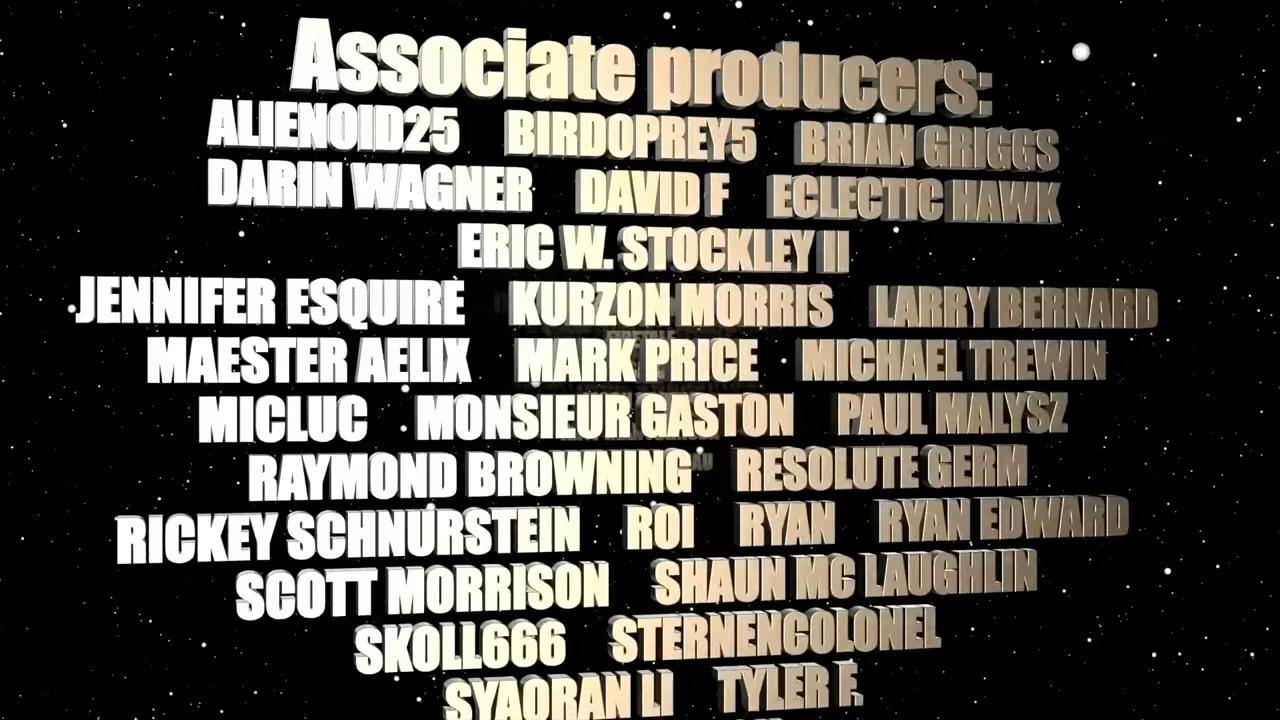 Associate producers:
ALIENOID25 BIRDOPREY5 BRIAN GRIGGS
DARIN WAGNER DAVID F ECLECTIC HAWK
ERIC W. STOCKLEY II
JENNIFER ESQUIRE KURZON MORRIS LARRY BERNARD
MAESTER AELIX MARK PRICE MICHAEL TREWIN
MICLUC MONSIEUR GASTON PAUL MALYSZ
RAYMOND BROWNING RESOLUTE GERM
RICKEY SCHNURSTEIN ROI RYAN RYAN EDWARD
SCOTT MORRISON SHAUN MC LAUGHLIN
SKOLL666 STERNENCOLONEL
SYAORAN LI TYLER F.